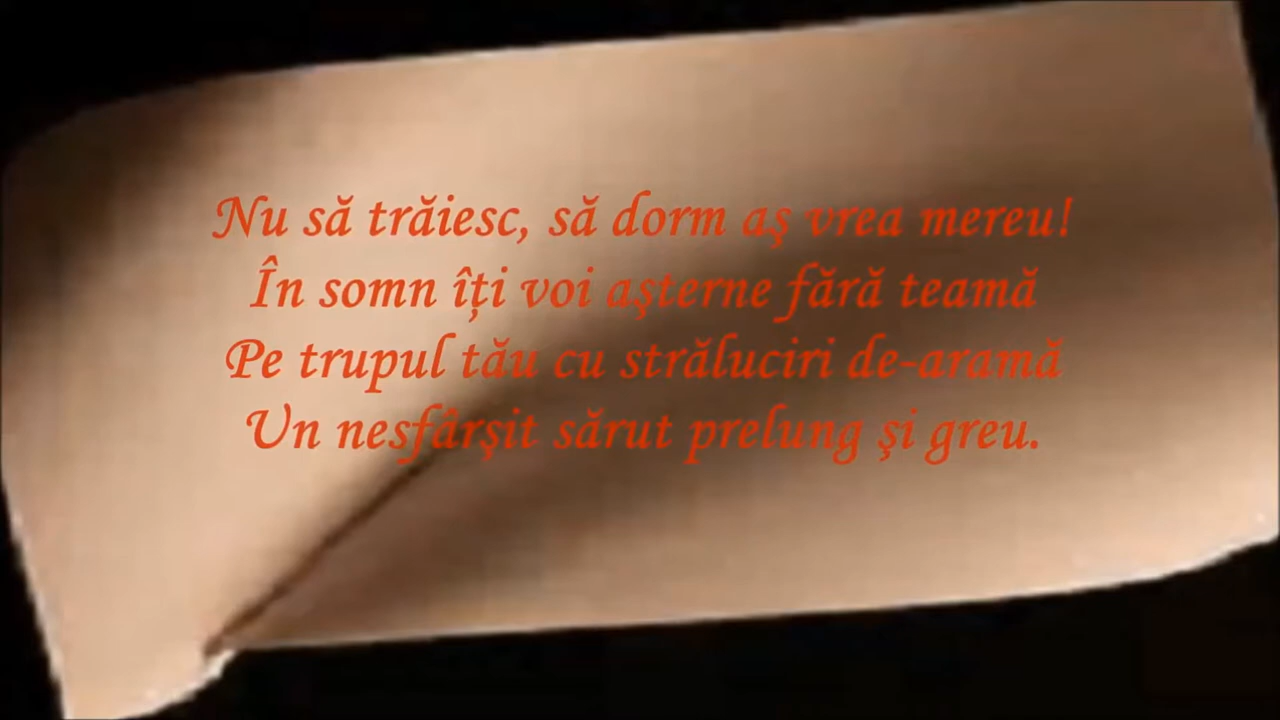 Nu să trăiesc, să dorm aş vrea mereu!
În somn îți voi aşterne fără teamă
Pe trupul tău cu străluciri de-aramă
Un nesfârşit sărut prelung şi greu.